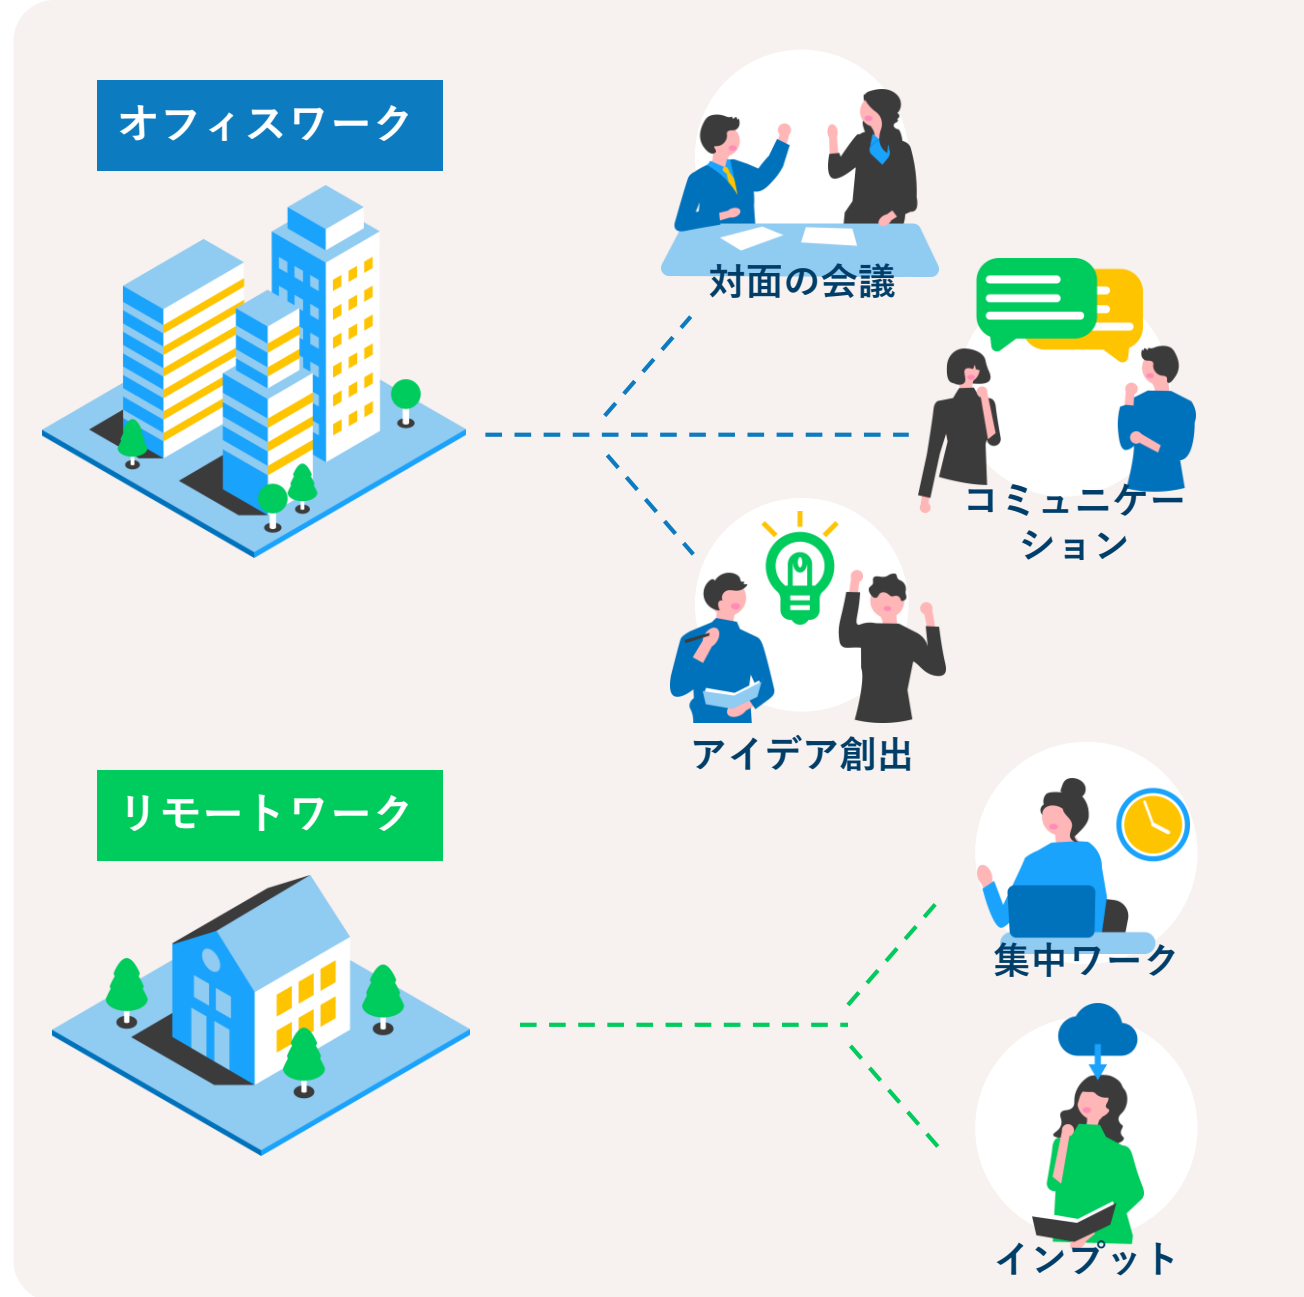 オフィスワーク
対面の会議
コミュニケー
ション
アイデア創出
リモートワーク
集中ワーク
インプット